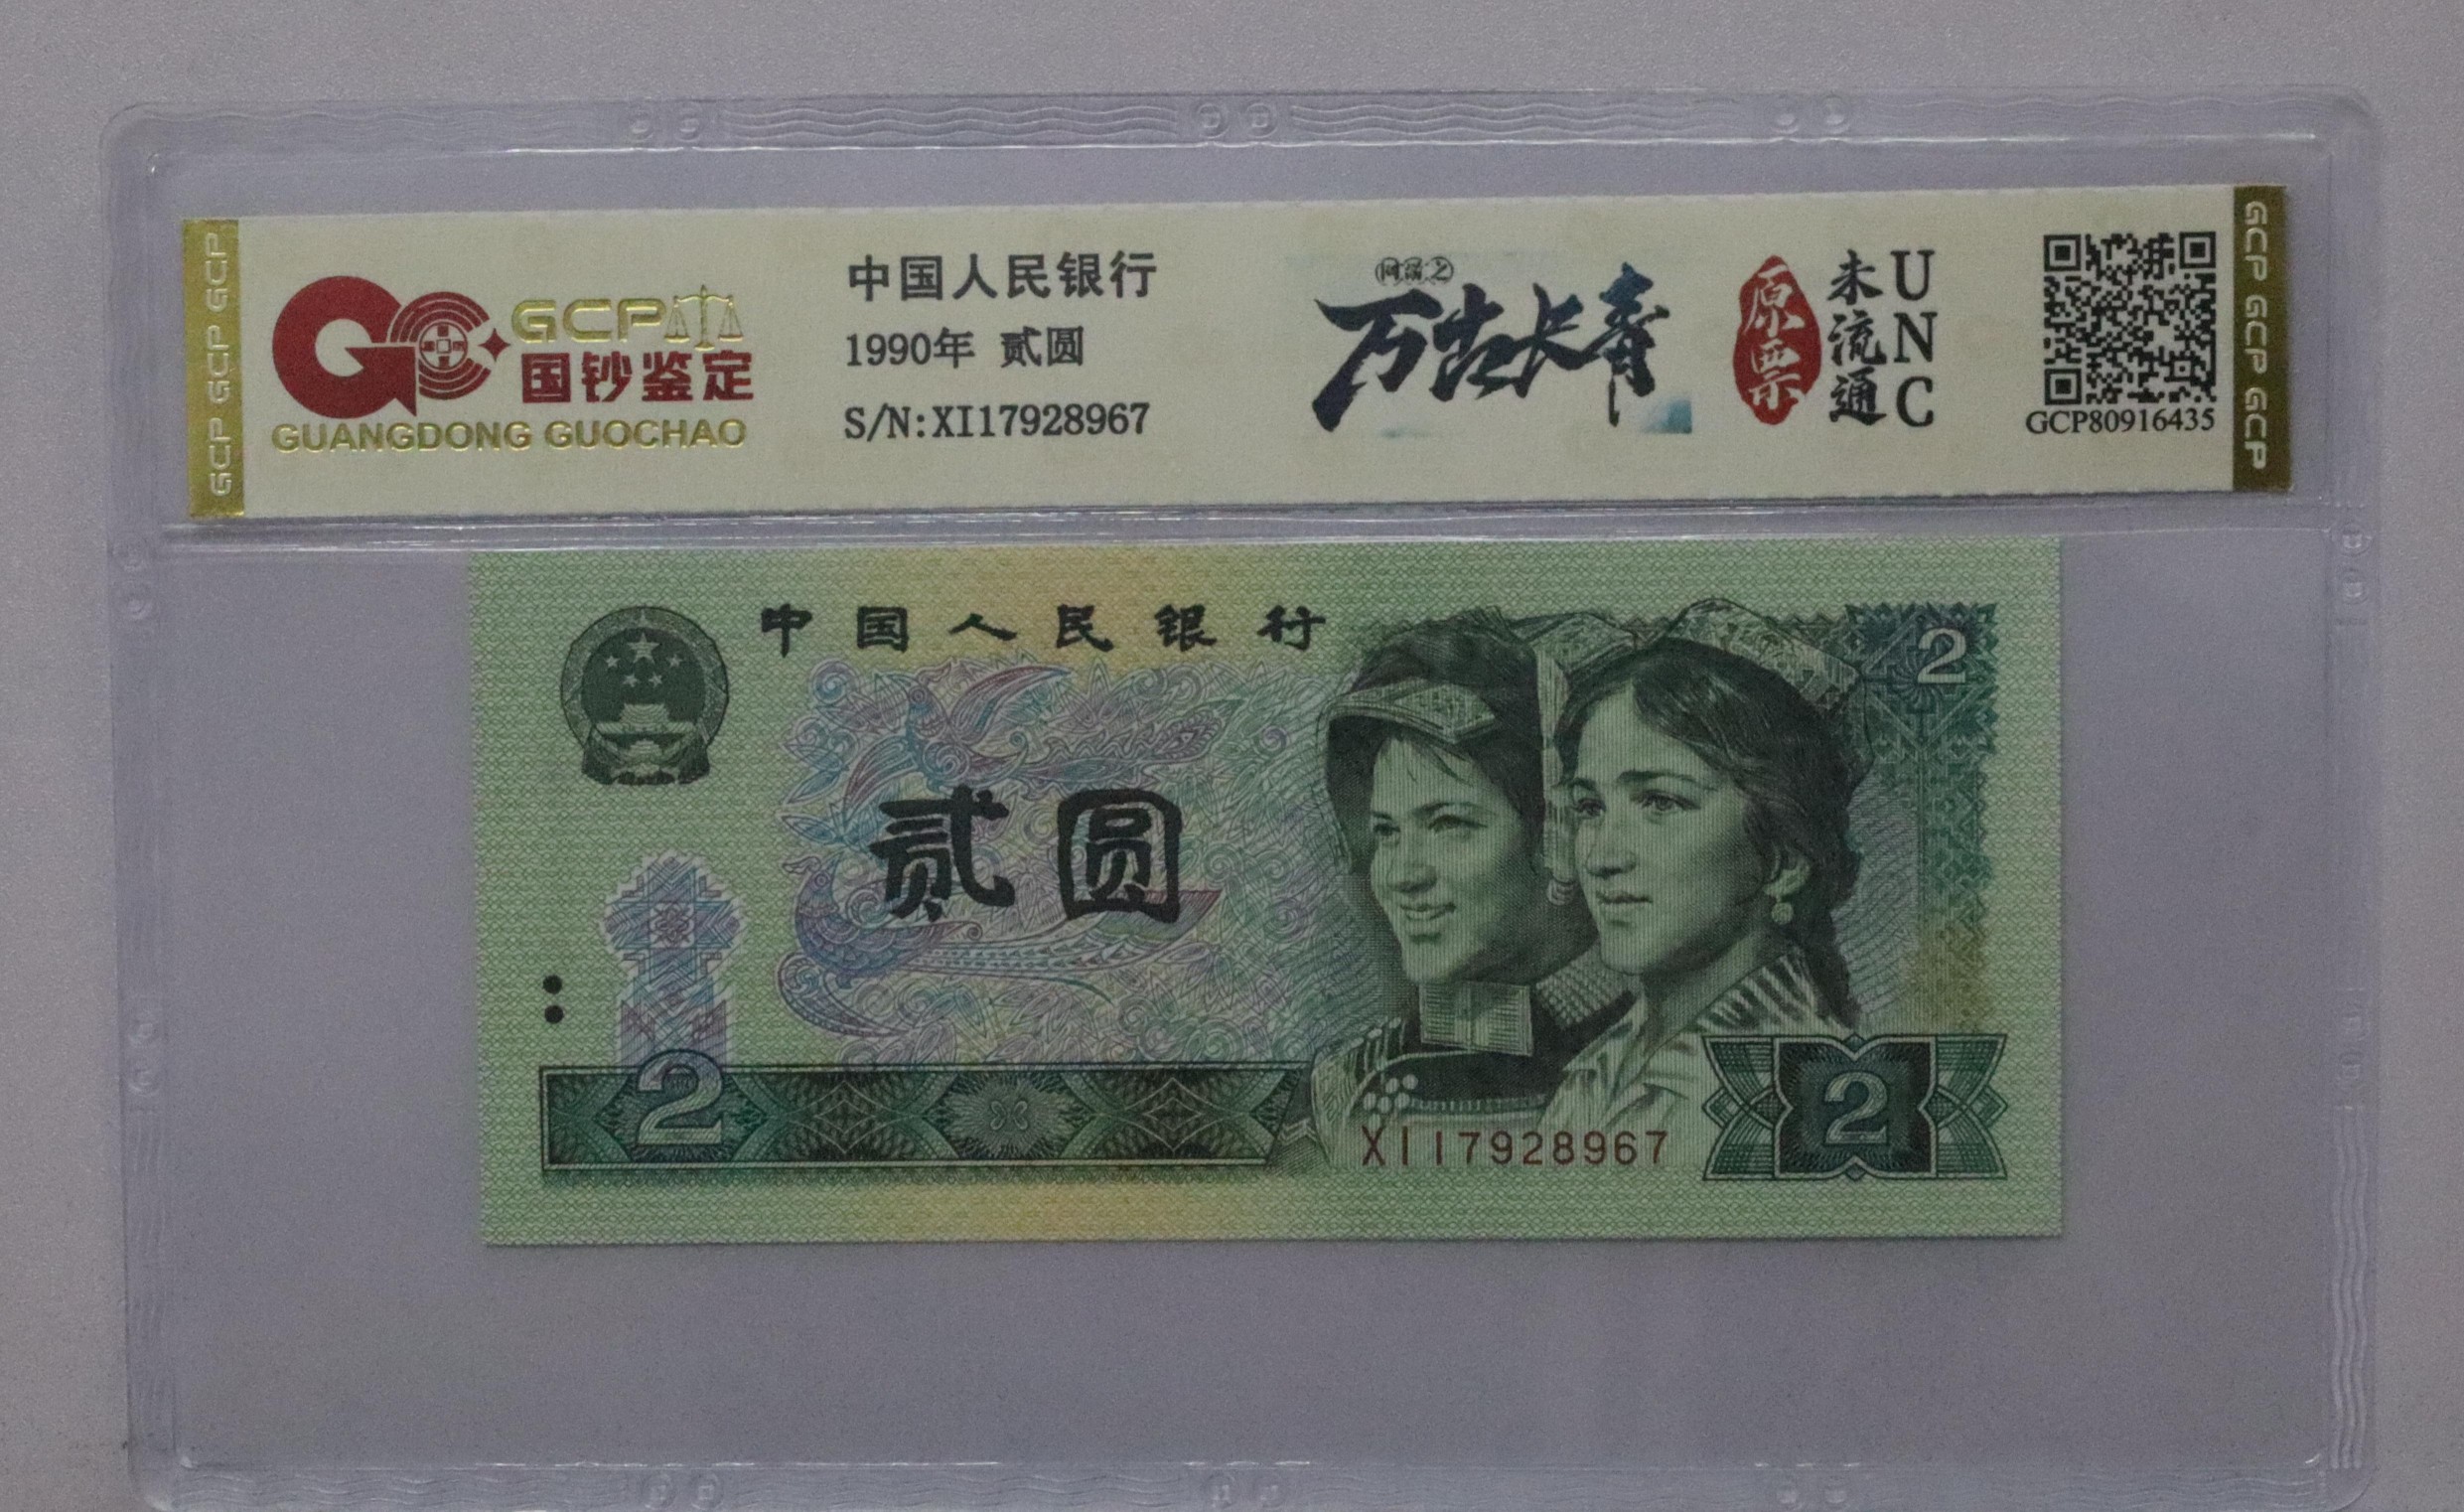 GCP GCP GCP
GCP
国钞鉴定
GUANGDONG GUOCHAO
中国人民银行
1990年 贰圆
S/N:XI17928967
万古长青
原票
未流通
UNC
GCP80916435
GCP GCP GCP
中国人民银行
2
贰圆
2
XI17928967
2